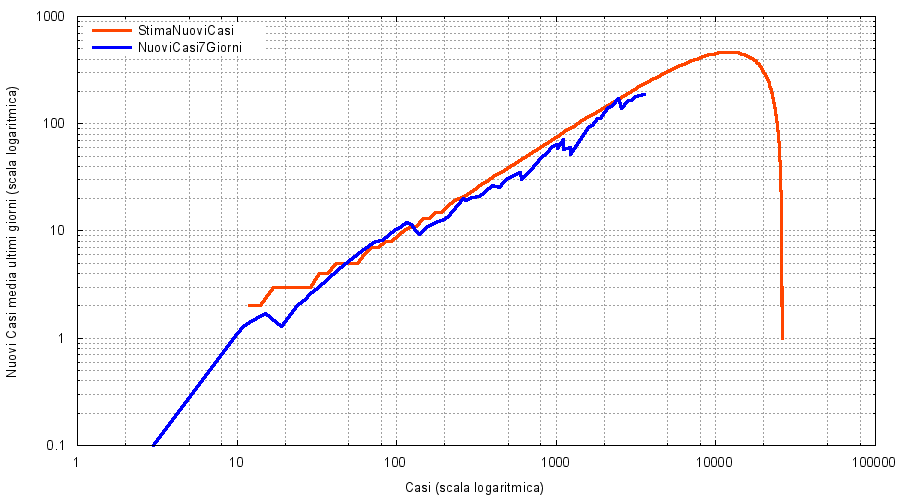 1000
100
10
1
0.1
StimaNuoviCasi
NuoviCasi7Giorni
Nuovi Casi media ultimi giorni (scala logaritmica)
1 10 100 1000 10000 100000
Casi (scala logaritmica)